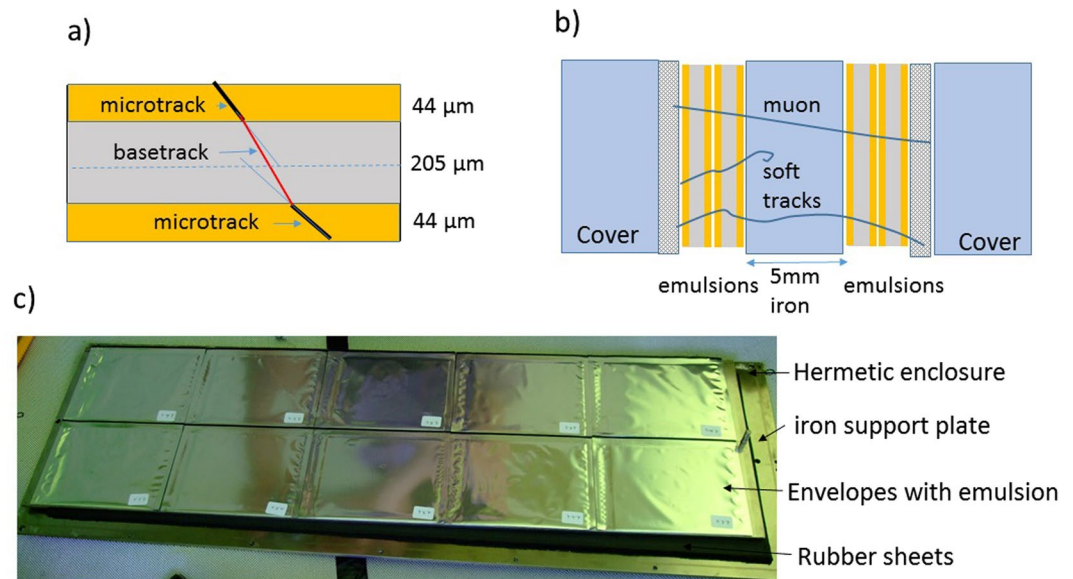 a)
microtrack
44 μm
basetrack
205 μm
microtrack
44 μm
b)
muon
soft
tracks
Cover
Cover
emulsions
5mm
iron
emulsions
c)
Hermetic enclosure
iron support plate
Envelopes with emulsion
Rubber sheets